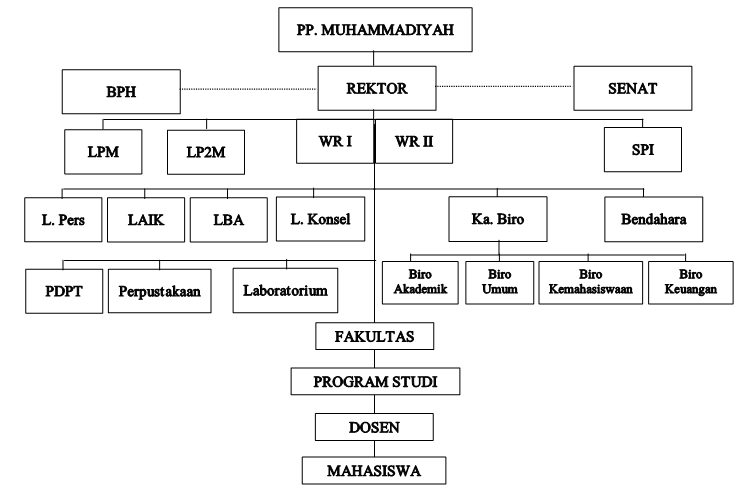 PP. MUHAMMADIYAH
BPH
REKTOR
SENAT
LPM
LP2M
WR I
WR II
SPI
L. Pers
LAIK
LBA
L. Konsel
Ka. Biro
Bendahara
PDPT
Perpustakaan
Laboratorium
Biro
Akademik
Biro
Umum
Biro
Kemahasiswaan
Biro
Keuangan
FAKULTAS
PROGRAM STUDI
DOSEN
MAHASISWA